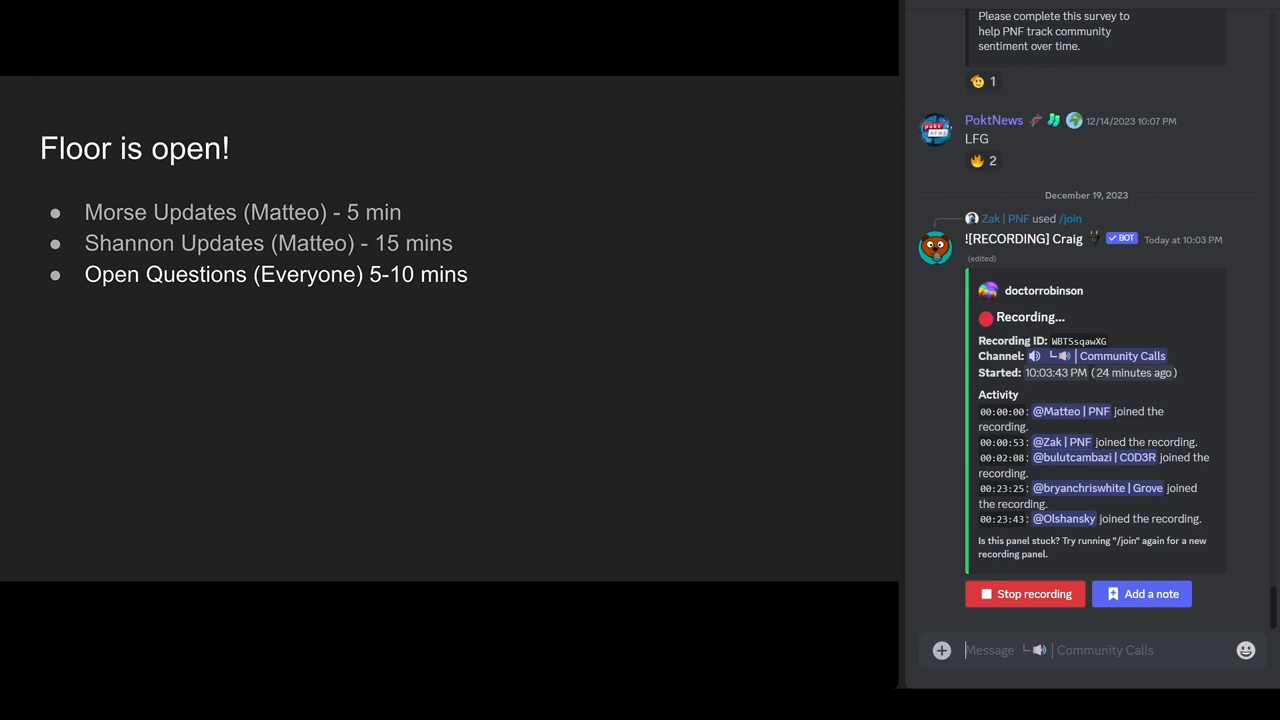 Floor is open!
● Morse Updates (Matteo) - 5 min
● Shannon Updates (Matteo) - 15 mins
● Open Questions (Everyone) 5-10 mins
Please complete this survey to
help PNF track community
sentiment over time.
1
PoktNews 12/14/2023 10:07 PM
LFG
2
December 19, 2023
Zak | PNF used /join
![RECORDING] Craig BOT Today at 10:03 PM
(edited)
doctorrobinson
Recording...
Recording ID: WBTSsqawXG
Channel: | Community Calls
Started: 10:03:43 PM (24 minutes ago)
Activity
00:00:00: @Matteo | PNF joined the
recording.
00:00:53: @Zak | PNF joined the recording.
00:02:08: @bulutcambazi | C0D3R joined the
recording.
00:23:25: @bryanchriswhite | Grove joined
the recording.
00:23:43: @Olshansky joined the recording.
Is this panel stuck? Try running "/join" again for a new
recording panel.
Stop recording Add a note
Message | Community Calls